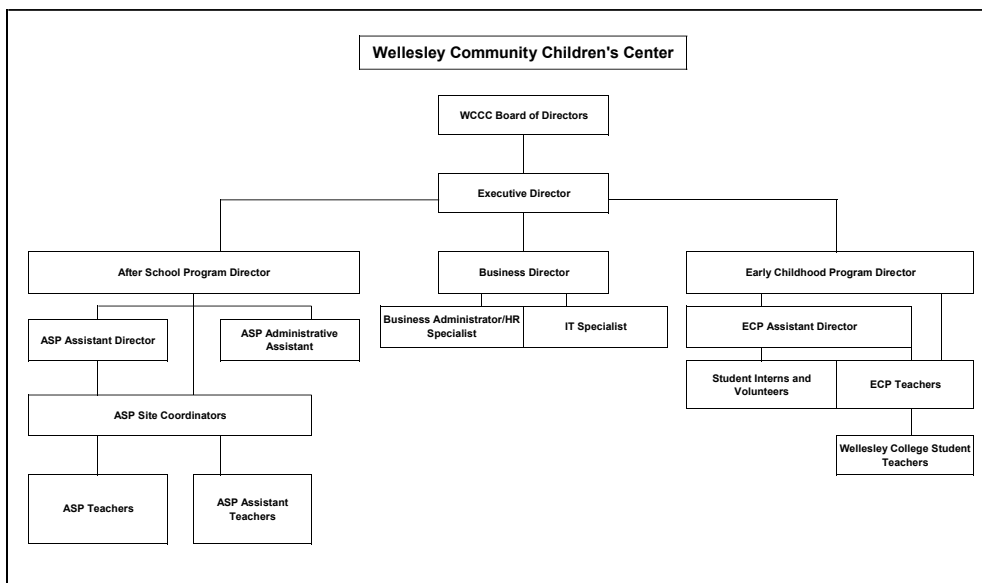 Wellesley Community Children's Center
WCCC Board of Directors
Executive Director
After School Program Director
Business Director
Early Childhood Program Director
ASP Assistant Director
ASP Administrative
Assistant
Business Administrator/HR
Specialist
IT Specialist
ECP Assistant Director
Student Interns and
Volunteers
ECP Teachers
ASP Site Coordinators
Wellesley College Student
Teachers
ASP Teachers
ASP Assistant
Teachers